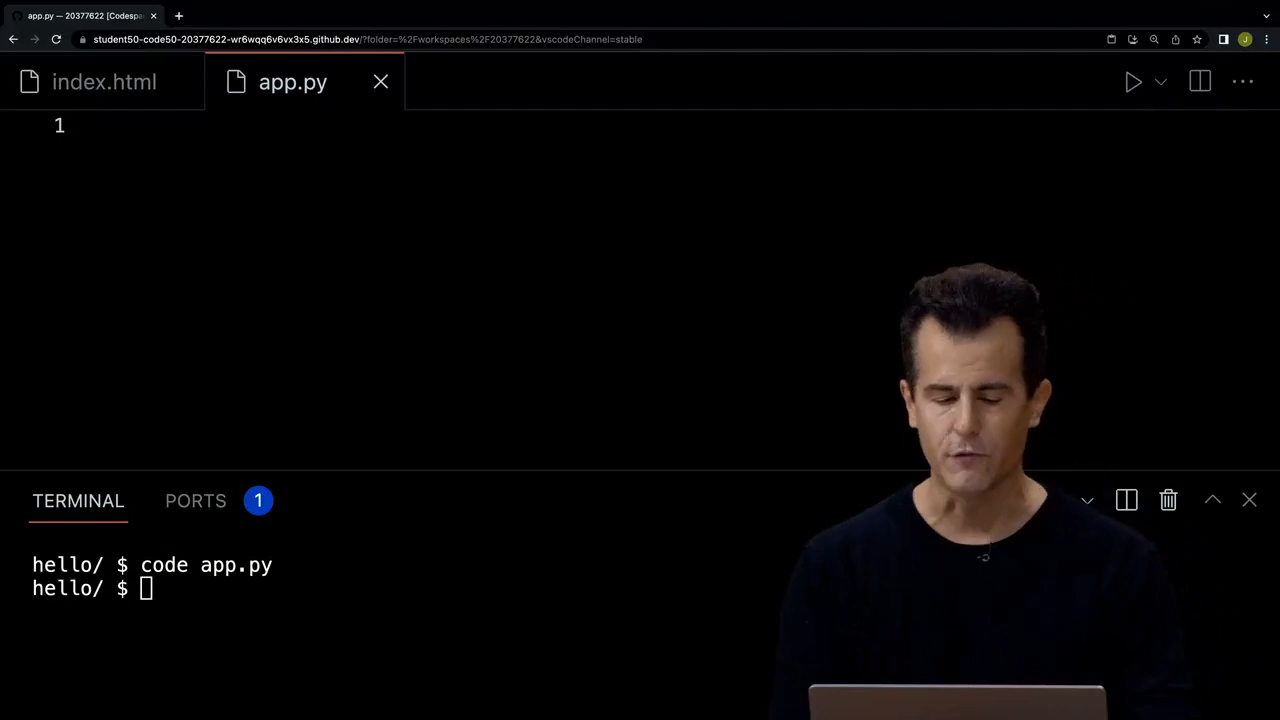 app.py — 20377622 [Codespa
student50-code50-20377622-wr6wqq6v6vx3x5.github.dev/?folder=%2Fworkspaces%2F20377622&vscodeChannel=stable
J
index.html
app.py
1
TERMINAL
PORTS
1
hello/ $ code app.py
hello/ $